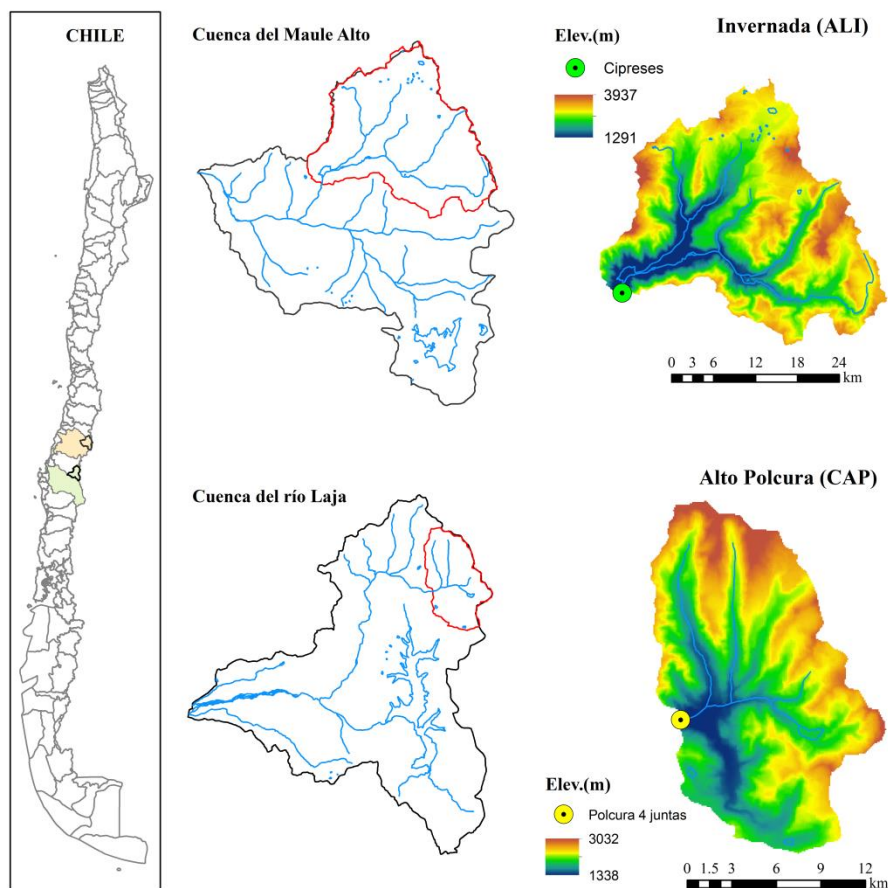 CHILE
Cuenca del Maule Alto
Invernada (ALI)
Elev.(m)
Cipreses
3937
1291
0 3 6 12 18 24
km
Cuenca del río Laja
Alto Polcura (CAP)
Elev.(m)
Polcura 4 juntas
3032
1338
0 1.5 3 6 9 12
km